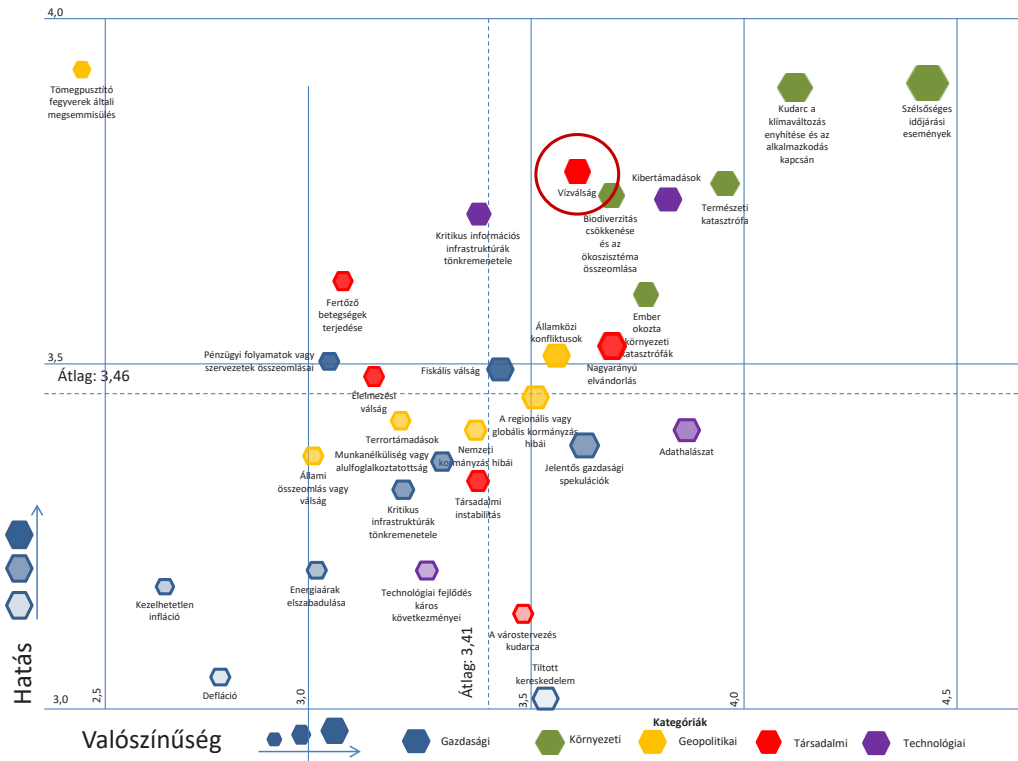 4,0
Tömegpusztító
fegyverek általi
megsemmisülés
Kudarc a
klímaváltozás
enyhítése és az
alkalmazkodás
kapcsán
Szélsőséges
időjárási
események
Vízválság
Kibertámadások
Természeti
katasztrófa
Biodiverzitás
csökkenése
és az
ökoszisztéma
összeomlása
Kritikus információs
infrastruktúrák
tönkremenetele
Fertőző
betegségek
terjedése
Ember
okozta
környezeti
katasztrófák
Államközi
konfliktusok
Nagyarányú
elvándorlás
Pénzügyi folyamatok vagy
szervezetek összeomlásai
Fiskális válság
3,5
Átlag: 3,46
Élelmezési
válság
A regionális vagy
globális kormányzás
hibái
Terrortámadások
Nemzeti
kormányzás hibái
Munkanélküliség vagy
alulfoglalkoztatottság
Jelentős gazdasági
spekulációk
Adathalászat
Állami
összeomlás vagy
válság
Kritikus
infrastruktúrák
tönkremenetele
Társadalmi
instabilitás
Kezelhetetlen
infláció
Energiaárak
elszabadulása
Technológiai fejlődés
káros
következményei
A várostervezés
kudarca
Átlag: 3,41
Defláció
Tiltott
kereskedelem
Hatás
3,0
2,5
3,0
3,5
4,0
4,5
Valószínűség
Kategóriák
Gazdasági
Környezeti
Geopolitikai
Társadalmi
Technológiai